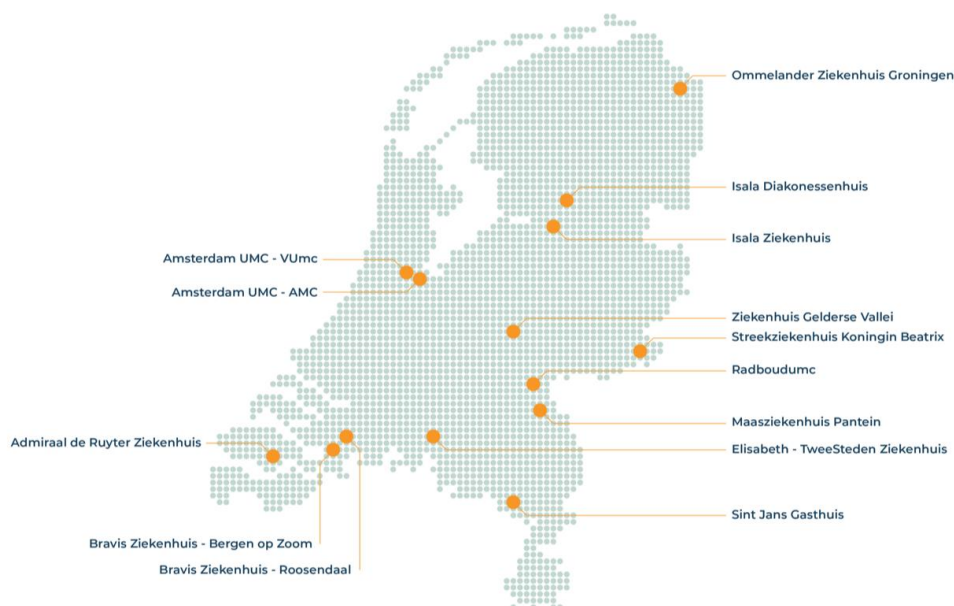 Ommelander Ziekenhuis Groningen
Isala Diakonessenhuis
Isala Ziekenhuis
Amsterdam UMC - VUmc
Amsterdam UMC - AMC
Ziekenhuis Gelderse Vallei
Streekziekenhuis Koningin Beatrix
Radboudumc
Maasziekenhuis Pantein
Admiraal de Ruyter Ziekenhuis
Elisabeth - TweeSteden Ziekenhuis
Sint Jans Gasthuis
Bravis Ziekenhuis - Bergen op Zoom
Bravis Ziekenhuis - Roosendaal